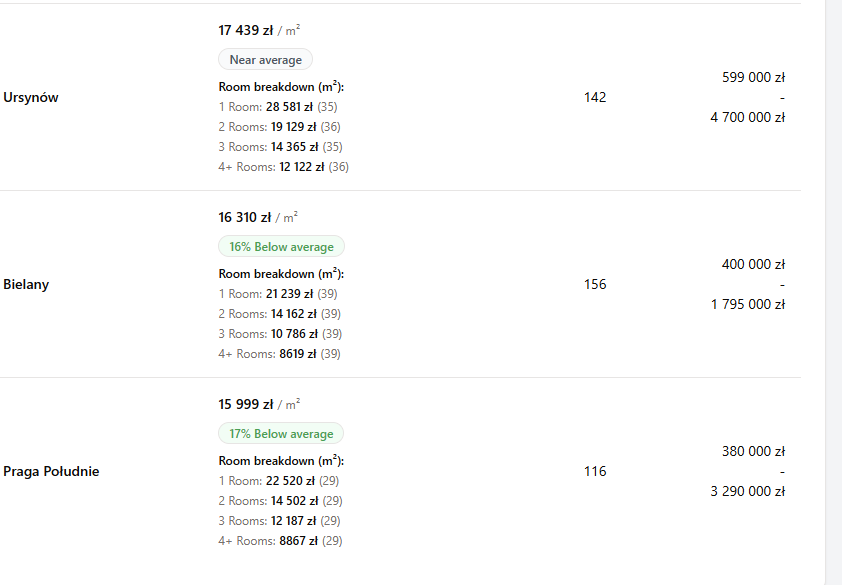 17 439 zł / m²
Near average
Room breakdown (m²):
Ursynów
1 Room: 28 581 zł (35)
2 Rooms: 19 129 zł (36)
3 Rooms: 14 365 zł (35)
4+ Rooms: 12 122 zł (36)
142
599 000 zł
-
4 700 000 zł
16 310 zł / m²
16% Below average
Room breakdown (m²):
Bielany
1 Room: 21 239 zł (39)
2 Rooms: 14 162 zł (39)
3 Rooms: 10 786 zł (39)
4+ Rooms: 8619 zł (39)
156
400 000 zł
-
1 795 000 zł
15 999 zł / m²
17% Below average
Room breakdown (m²):
Praga Południe
1 Room: 22 520 zł (29)
2 Rooms: 14 502 zł (29)
3 Rooms: 12 187 zł (29)
4+ Rooms: 8867 zł (29)
116
380 000 zł
-
3 290 000 zł